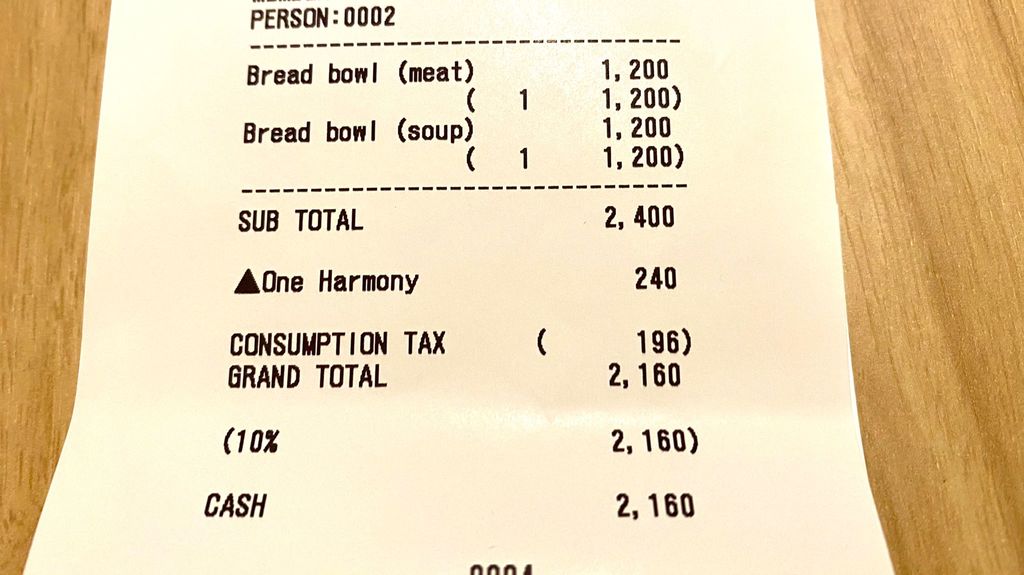 PERSON:0002
Bread bowl (meat) 1,200
( 1 1,200)
Bread bowl (soup) 1,200
( 1 1,200)
SUB TOTAL 2,400
▲One Harmony 240
CONSUMPTION TAX ( 196)
GRAND TOTAL 2,160
(10% 2,160)
CASH 2,160